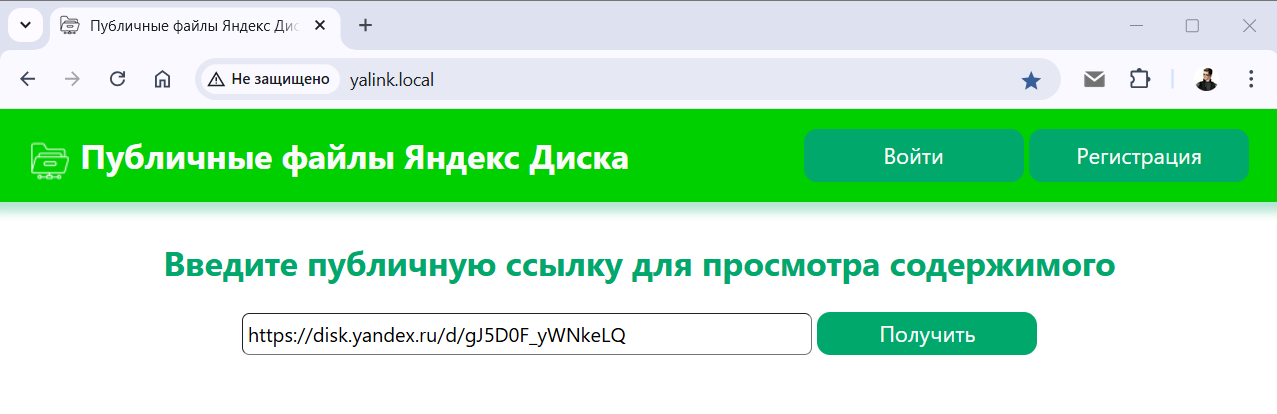 Публичные файлы Яндекс Дис
Не защищено yalink.local
Публичные файлы Яндекс Диска
Войти
Регистрация
Введите публичную ссылку для просмотра содержимого
https://disk.yandex.ru/d/gJ5D0F_yWNkeLQ
Получить